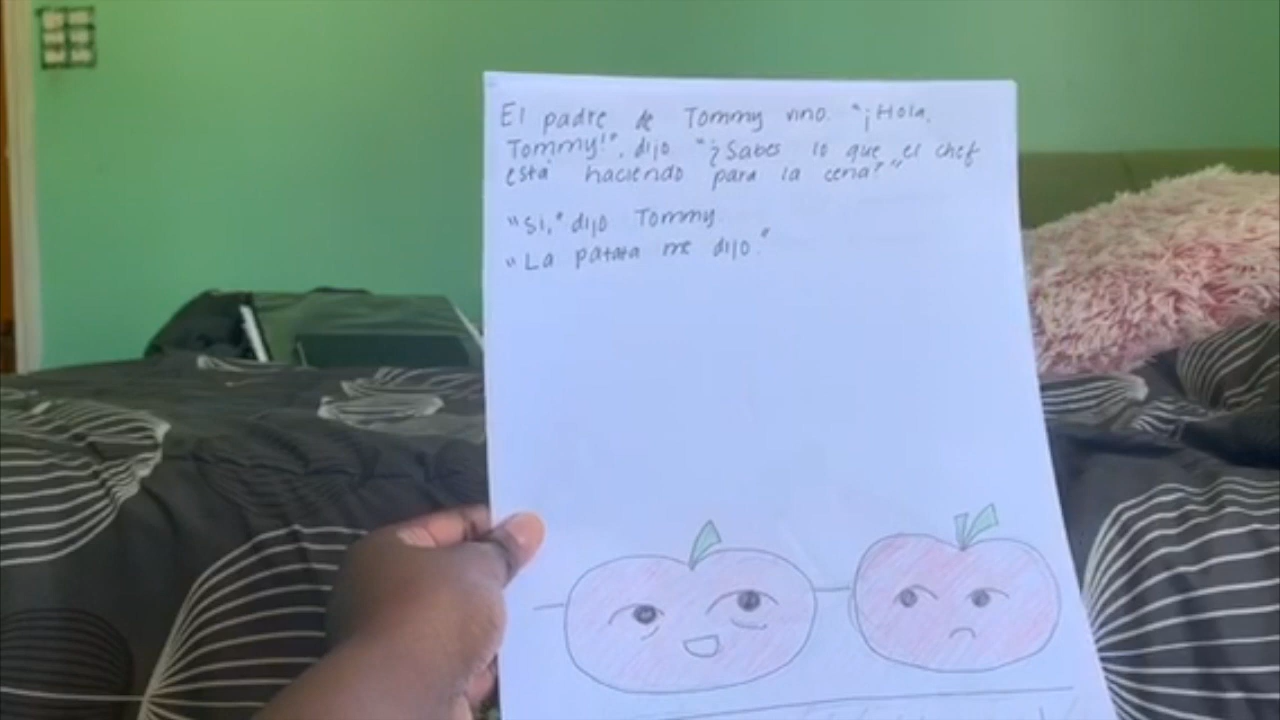 El padre de Tommy vino. "¡Hola,
Tommy!", dijo "¿Sabes lo que el chef
está haciendo para la cena?"
"Si," dijo Tommy
"La patata me dijo."